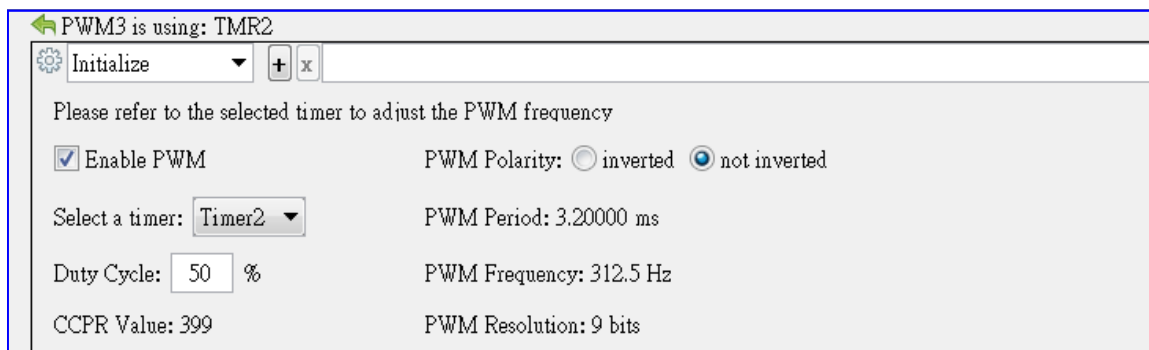 PWM3 is using: TMR2
Initialize + x
Please refer to the selected timer to adjust the PWM frequency
Enable PWM PWM Polarity: inverted not inverted
Select a timer: Timer2 PWM Period: 3.20000 ms
Duty Cycle: 50 % PWM Frequency: 312.5 Hz
CCPR Value: 399 PWM Resolution: 9 bits